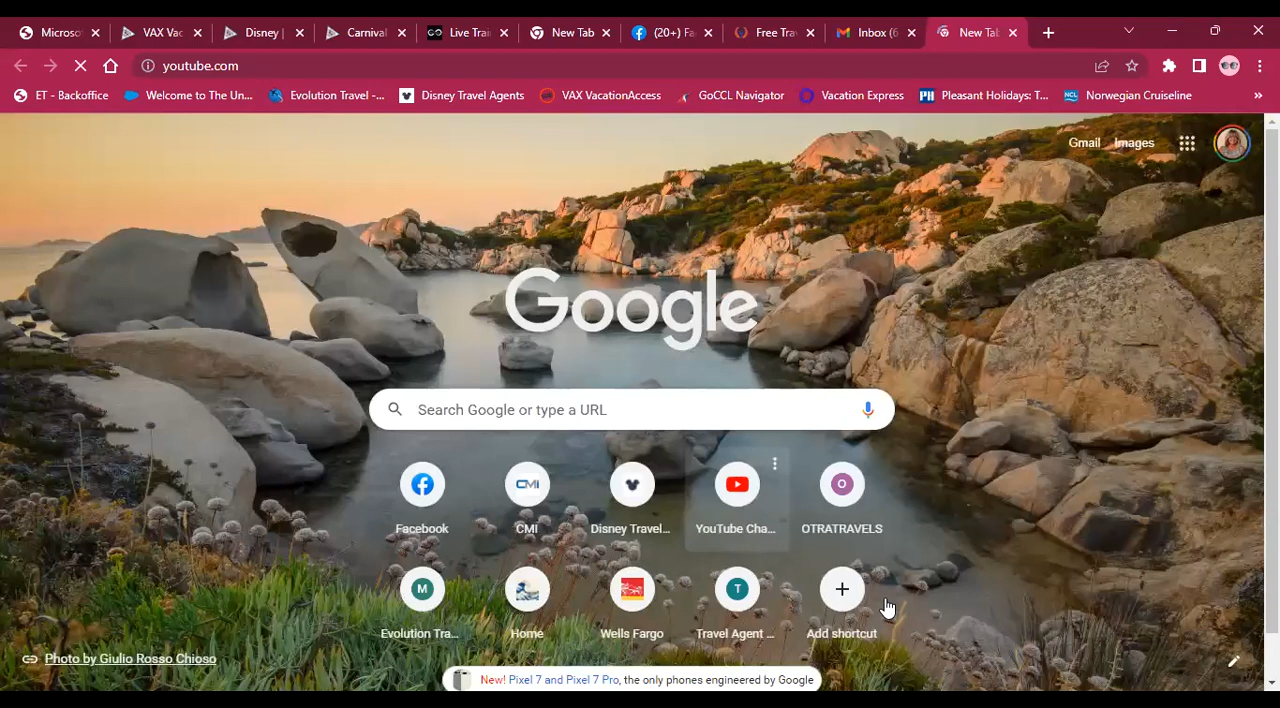 Microso
VAX Vac
Disney |
Carnival
Live Trai
New Tab
(20+) Fa
Free Tra
Inbox (6
New Tab
youtube.com
ET - Backoffice
Welcome to The Un...
Evolution Travel -...
Disney Travel Agents
VAX VacationAccess
GoCCL Navigator
Vacation Express
Pleasant Holidays: T...
NCL
Norwegian Cruiseline
»
Gmail
Images
Google
Search Google or type a URL
CMI
O
Facebook
CMI
Disney Travel...
YouTube Cha...
OTRATRAVELS
M
T
Evolution Tra...
Home
Wells Fargo
Travel Agent ...
Add shortcut
Photo by Giulio Rosso Chioso
New! Pixel 7 and Pixel 7 Pro, the only phones engineered by Google